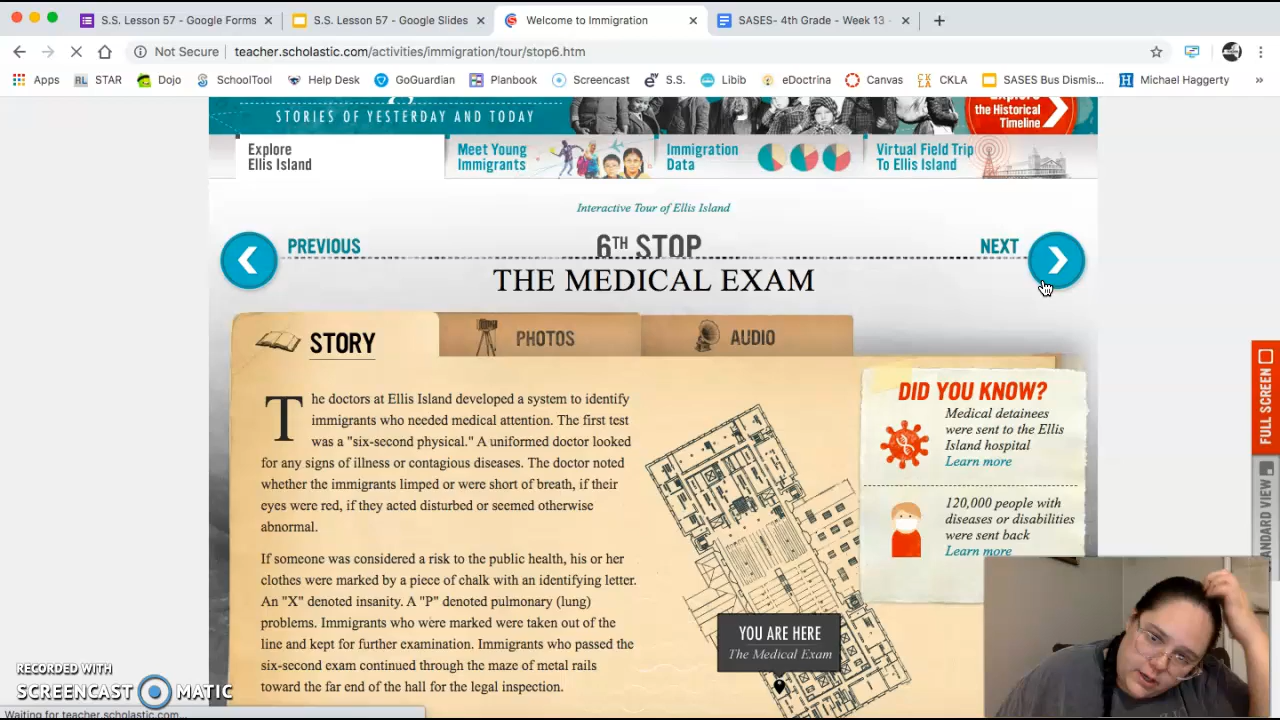 S.S. Lesson 57 - Google Forms
S.S. Lesson 57 - Google Slides
Welcome to Immigration
SASES- 4th Grade - Week 13 -
Not Secure
teacher.scholastic.com/activities/immigration/tour/stop6.htm
Apps
RL STAR
Dojo
SchoolTool
Help Desk
GoGuardian
Planbook
Screencast
S.S.
Libib
eDoctrina
Canvas
CKLA
SASES Bus Dismis...
H Michael Haggerty
»
STORIES OF YESTERDAY AND TODAY
Explore
the Historical
Timeline
Explore
Ellis Island
Meet Young
Immigrants
Immigration
Data
Virtual Field Trip
To Ellis Island
Interactive Tour of Ellis Island
PREVIOUS
6TH STOP
NEXT
THE MEDICAL EXAM
STORY
PHOTOS
AUDIO
The doctors at Ellis Island developed a system to identify
immigrants who needed medical attention. The first test
was a "six-second physical." A uniformed doctor looked
for any signs of illness or contagious diseases. The doctor noted
whether the immigrants limped or were short of breath, if their
eyes were red, if they acted disturbed or seemed otherwise
abnormal.
If someone was considered a risk to the public health, his or her
clothes were marked by a piece of chalk with an identifying letter.
An "X" denoted insanity. A "P" denoted pulmonary (lung)
problems. Immigrants who were marked were taken out of the
line and kept for further examination. Immigrants who passed the
six-second exam continued through the maze of metal rails
toward the far end of the hall for the legal inspection.
DID YOU KNOW?
Medical detainees
were sent to the Ellis
Island hospital
Learn more
120,000 people with
diseases or disabilities
were sent back
Learn more
YOU ARE HERE
The Medical Exam
FULL SCREEN
ANDARD VIEW
RECORDED WITH
SCREENCAST MATIC
Waiting for teacher.scholastic.com...